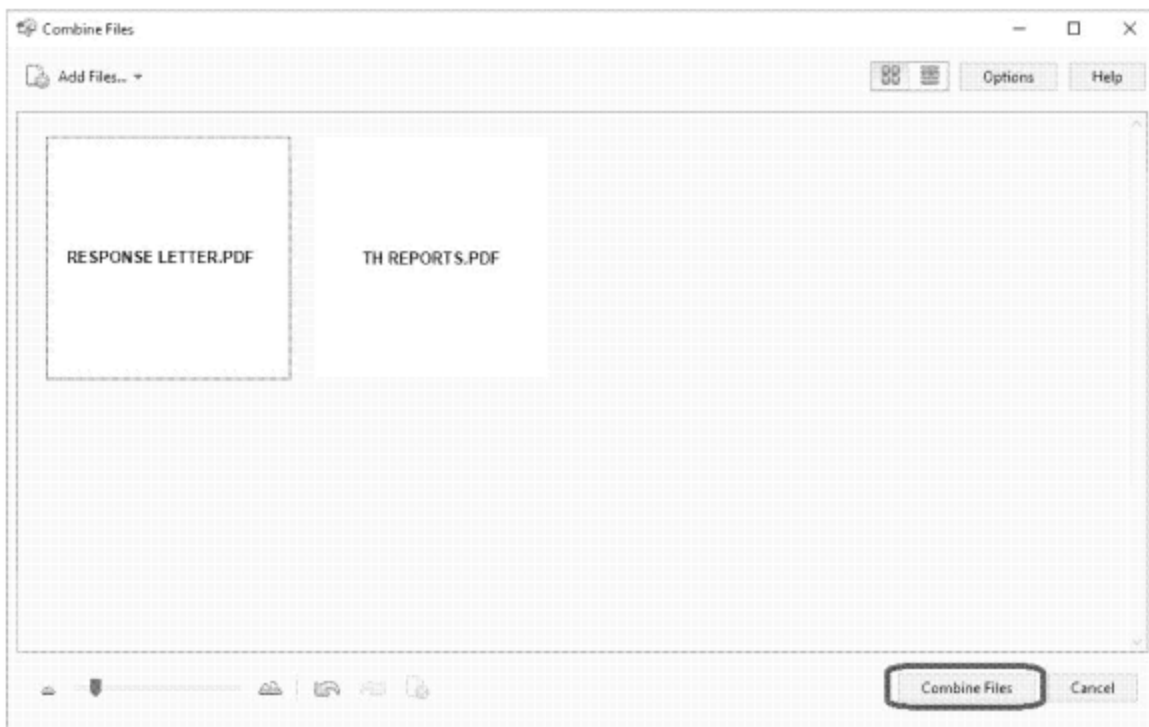 Combine Files
Add Files... Options Help
RESPONSE LETTER.PDF TH REPORTS.PDF
Combine Files Cancel